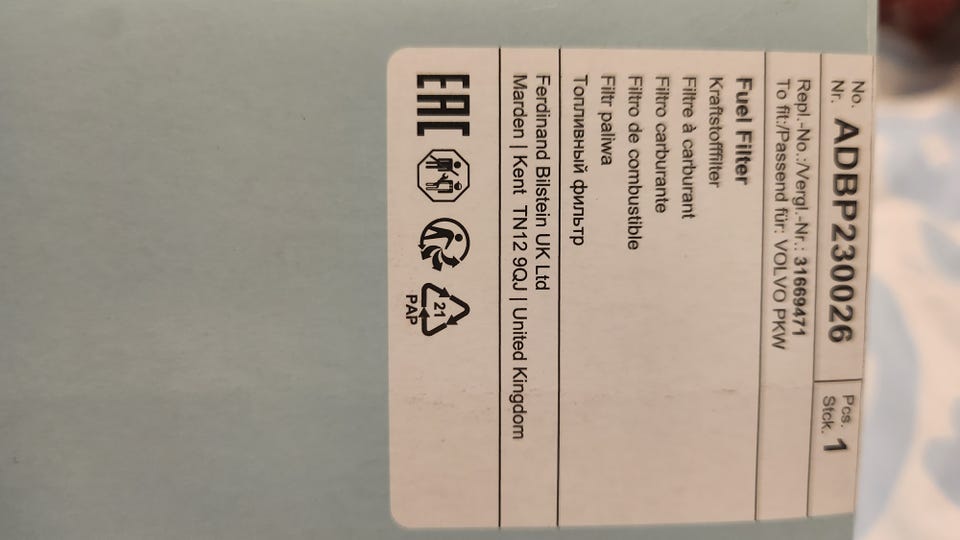 No.
Nr. ADBP230026
Pcs.
Stck. 1
Repl.-No.:/Vergl.-Nr.: 31669471
To fit:/Passend für: VOLVO PKW
Fuel Filter
Kraftstofffilter
Filtre à carburant
Filtro carburante
Filtro de combustible
Filtr paliwa
Топливный фильтр
Ferdinand Bilstein UK Ltd
Marden | Kent TN12 9QJ | United Kingdom
EAC
21
PAP